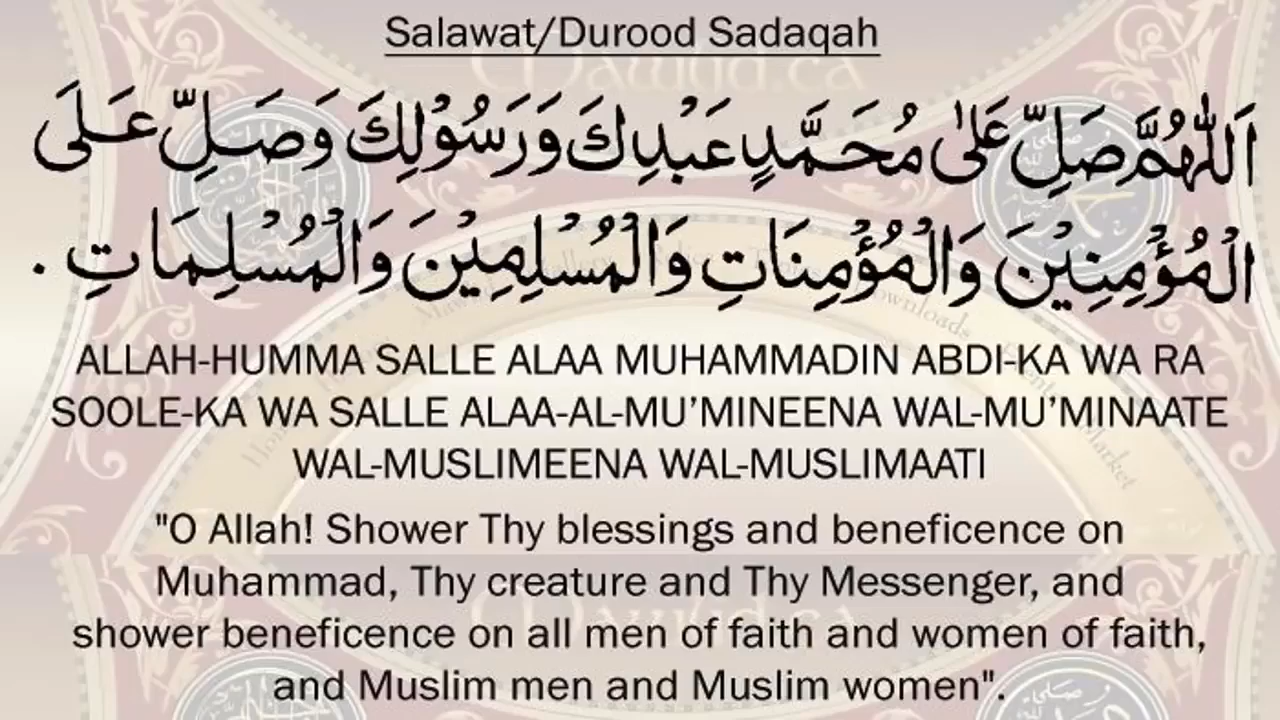 Salawat/Durood Sadaqah
اَللّٰهُمَّ صَلِّ عَلٰى مُحَمَّدٍ عَبْدِكَ وَرَسُوْلِكَ وَصَلِّ عَلَى
الْمُؤْمِنِيْنَ وَالْمُؤْمِنَاتِ وَالْمُسْلِمِيْنَ وَالْمُسْلِمَاتِ .
ALLAH-HUMMA SALLE ALAA MUHAMMADIN ABDI-KA WA RA
SOOLE-KA WA SALLE ALAA-AL-MU’MINEENA WAL-MU’MINAATE
WAL-MUSLIMEENA WAL-MUSLIMAATI
"O Allah! Shower Thy blessings and beneficence on
Muhammad, Thy creature and Thy Messenger, and
shower beneficence on all men of faith and women of faith,
and Muslim men and Muslim women".